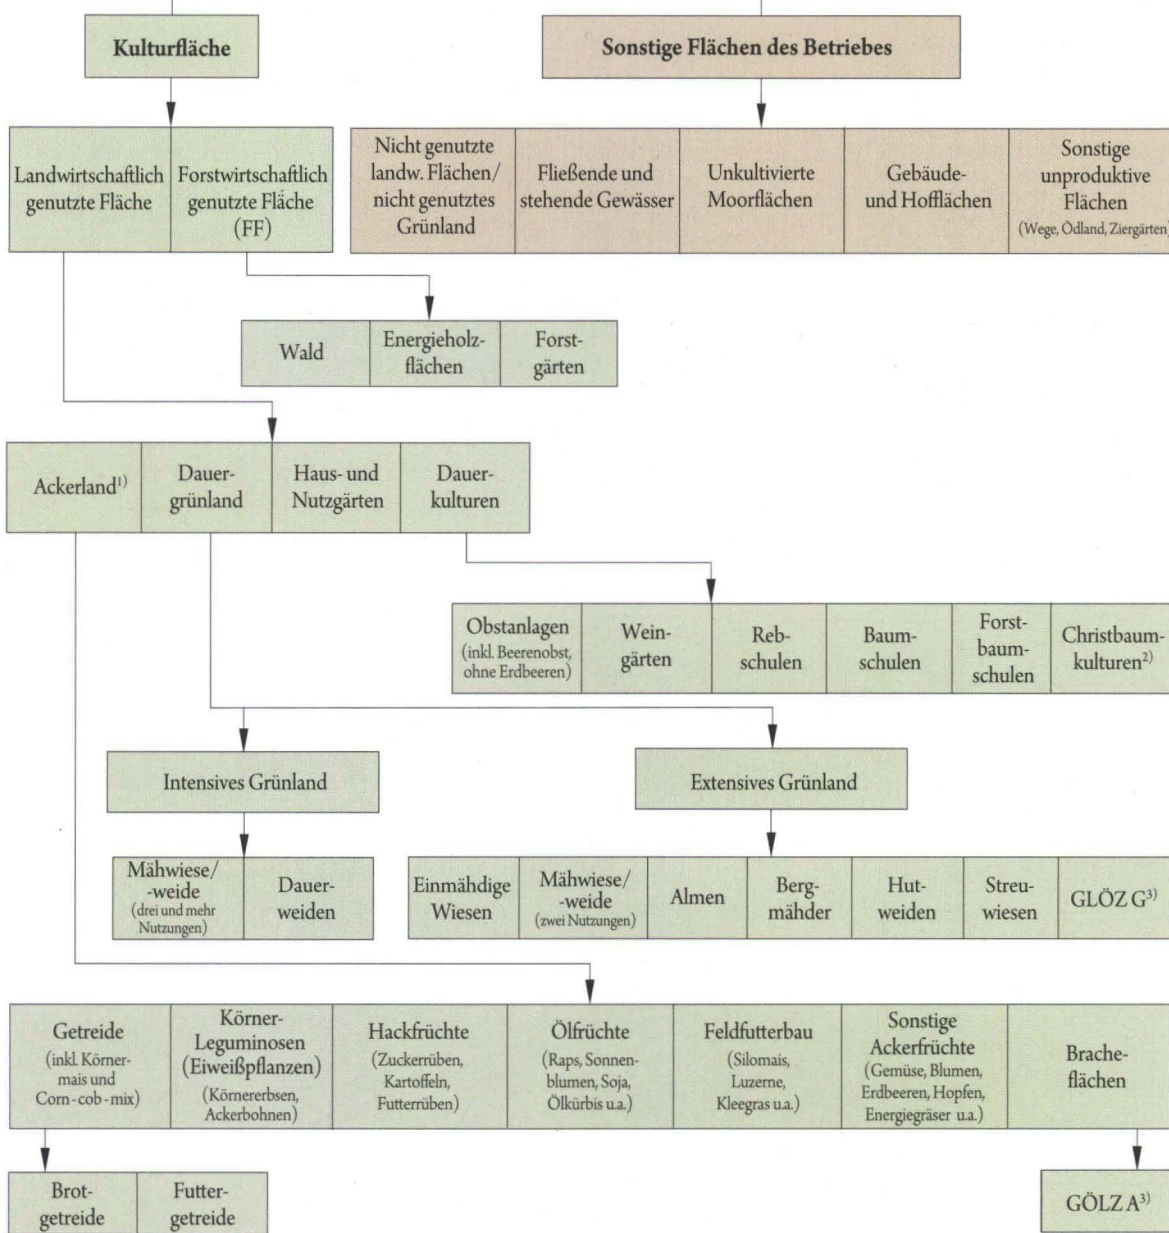 Kulturfläche
Sonstige Flächen des Betriebes
Landwirtschaftlich
genutzte Fläche
Forstwirtschaftlich
genutzte Fläche
(FF)
Nicht genutzte
landw. Flächen/
nicht genutztes
Grünland
Fließende und
stehende Gewässer
Unkultivierte
Moorflächen
Gebäude-
und Hofflächen
Sonstige
unproduktive
Flächen
(Wege, Ödland, Ziergärten)
Wald
Energieholz-
flächen
Forst-
gärten
Ackerland¹⁾
Dauer-
grünland
Haus- und
Nutzgärten
Dauer-
kulturen
Obstanlagen
(inkl. Beerenobst,
ohne Erdbeeren)
Wein-
gärten
Reb-
schulen
Baum-
schulen
Forst-
baum-
schulen
Christbaum-
kulturen²⁾
Intensives Grünland
Extensives Grünland
Mähwiese/
-weide
(drei und mehr
Nutzungen)
Dauer-
weiden
Einmähdige
Wiesen
Mähwiese/
-weide
(zwei Nutzungen)
Almen
Berg-
mähder
Hut-
weiden
Streu-
wiesen
GLÖZ G³⁾
Getreide
(inkl. Körner-
mais und
Corn-cob-mix)
Körner-
Leguminosen
(Eiweißpflanzen)
(Körnererbsen,
Ackerbohnen)
Hackfrüchte
(Zuckerrüben,
Kartoffeln,
Futterrüben)
Ölfrüchte
(Raps, Sonnen-
blumen, Soja,
Ölkürbis u.a.)
Feldfutterbau
(Silomais,
Luzerne,
Kleegras u.a.)
Sonstige
Ackerfrüchte
(Gemüse, Blumen,
Erdbeeren, Hopfen,
Energiegräser u.a.)
Brache-
flächen
Brot-
getreide
Futter-
getreide
GÖLZ A³⁾